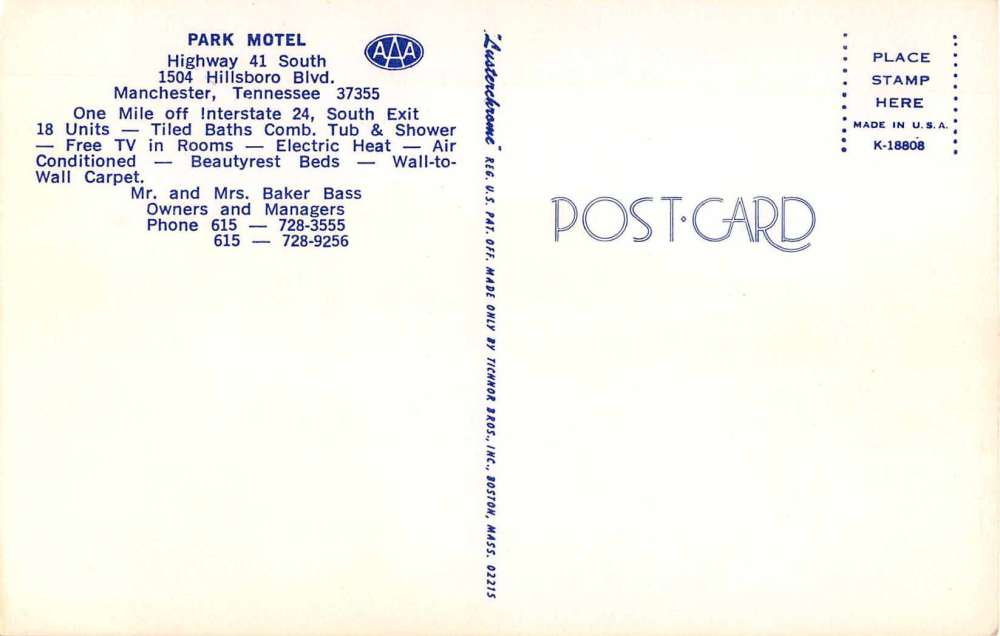 PARK MOTEL
Highway 41 South
1504 Hillsboro Blvd.
Manchester, Tennessee 37355
AAA
One Mile off Interstate 24, South Exit
18 Units — Tiled Baths Comb. Tub & Shower
— Free TV in Rooms — Electric Heat — Air
Conditioned — Beautyrest Beds — Wall-to-
Wall Carpet.
Mr. and Mrs. Baker Bass
Owners and Managers
Phone 615 — 728-3555
615 — 728-9256
"Lusterchrome" REG. U.S. PAT. OFF. MADE ONLY BY TICHNOR BROS., INC., BOSTON, MASS. 02215
POST·CARD
PLACE
STAMP
HERE
MADE IN U.S.A.
K-18808